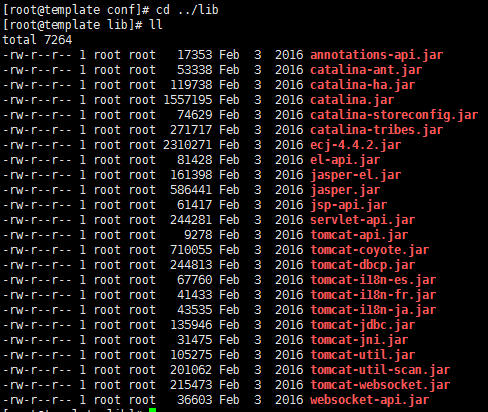 [root@template conf]# cd ../lib
[root@template lib]# ll
total 7264
-rw-r--r-- 1 root root   17353 Feb  3  2016 annotations-api.jar
-rw-r--r-- 1 root root   53338 Feb  3  2016 catalina-ant.jar
-rw-r--r-- 1 root root  119738 Feb  3  2016 catalina-ha.jar
-rw-r--r-- 1 root root 1557195 Feb  3  2016 catalina.jar
-rw-r--r-- 1 root root   74629 Feb  3  2016 catalina-storeconfig.jar
-rw-r--r-- 1 root root  271717 Feb  3  2016 catalina-tribes.jar
-rw-r--r-- 1 root root 2310271 Feb  3  2016 ecj-4.4.2.jar
-rw-r--r-- 1 root root   81428 Feb  3  2016 el-api.jar
-rw-r--r-- 1 root root  161398 Feb  3  2016 jasper-el.jar
-rw-r--r-- 1 root root  586441 Feb  3  2016 jasper.jar
-rw-r--r-- 1 root root   61417 Feb  3  2016 jsp-api.jar
-rw-r--r-- 1 root root  244281 Feb  3  2016 servlet-api.jar
-rw-r--r-- 1 root root    9278 Feb  3  2016 tomcat-api.jar
-rw-r--r-- 1 root root  710055 Feb  3  2016 tomcat-coyote.jar
-rw-r--r-- 1 root root  244813 Feb  3  2016 tomcat-dbcp.jar
-rw-r--r-- 1 root root   67760 Feb  3  2016 tomcat-i18n-es.jar
-rw-r--r-- 1 root root   41433 Feb  3  2016 tomcat-i18n-fr.jar
-rw-r--r-- 1 root root   43535 Feb  3  2016 tomcat-i18n-ja.jar
-rw-r--r-- 1 root root  135946 Feb  3  2016 tomcat-jdbc.jar
-rw-r--r-- 1 root root   31475 Feb  3  2016 tomcat-jni.jar
-rw-r--r-- 1 root root  105275 Feb  3  2016 tomcat-util.jar
-rw-r--r-- 1 root root  201062 Feb  3  2016 tomcat-util-scan.jar
-rw-r--r-- 1 root root  215473 Feb  3  2016 tomcat-websocket.jar
-rw-r--r-- 1 root root   36603 Feb  3  2016 websocket-api.jar
[root@template lib]#